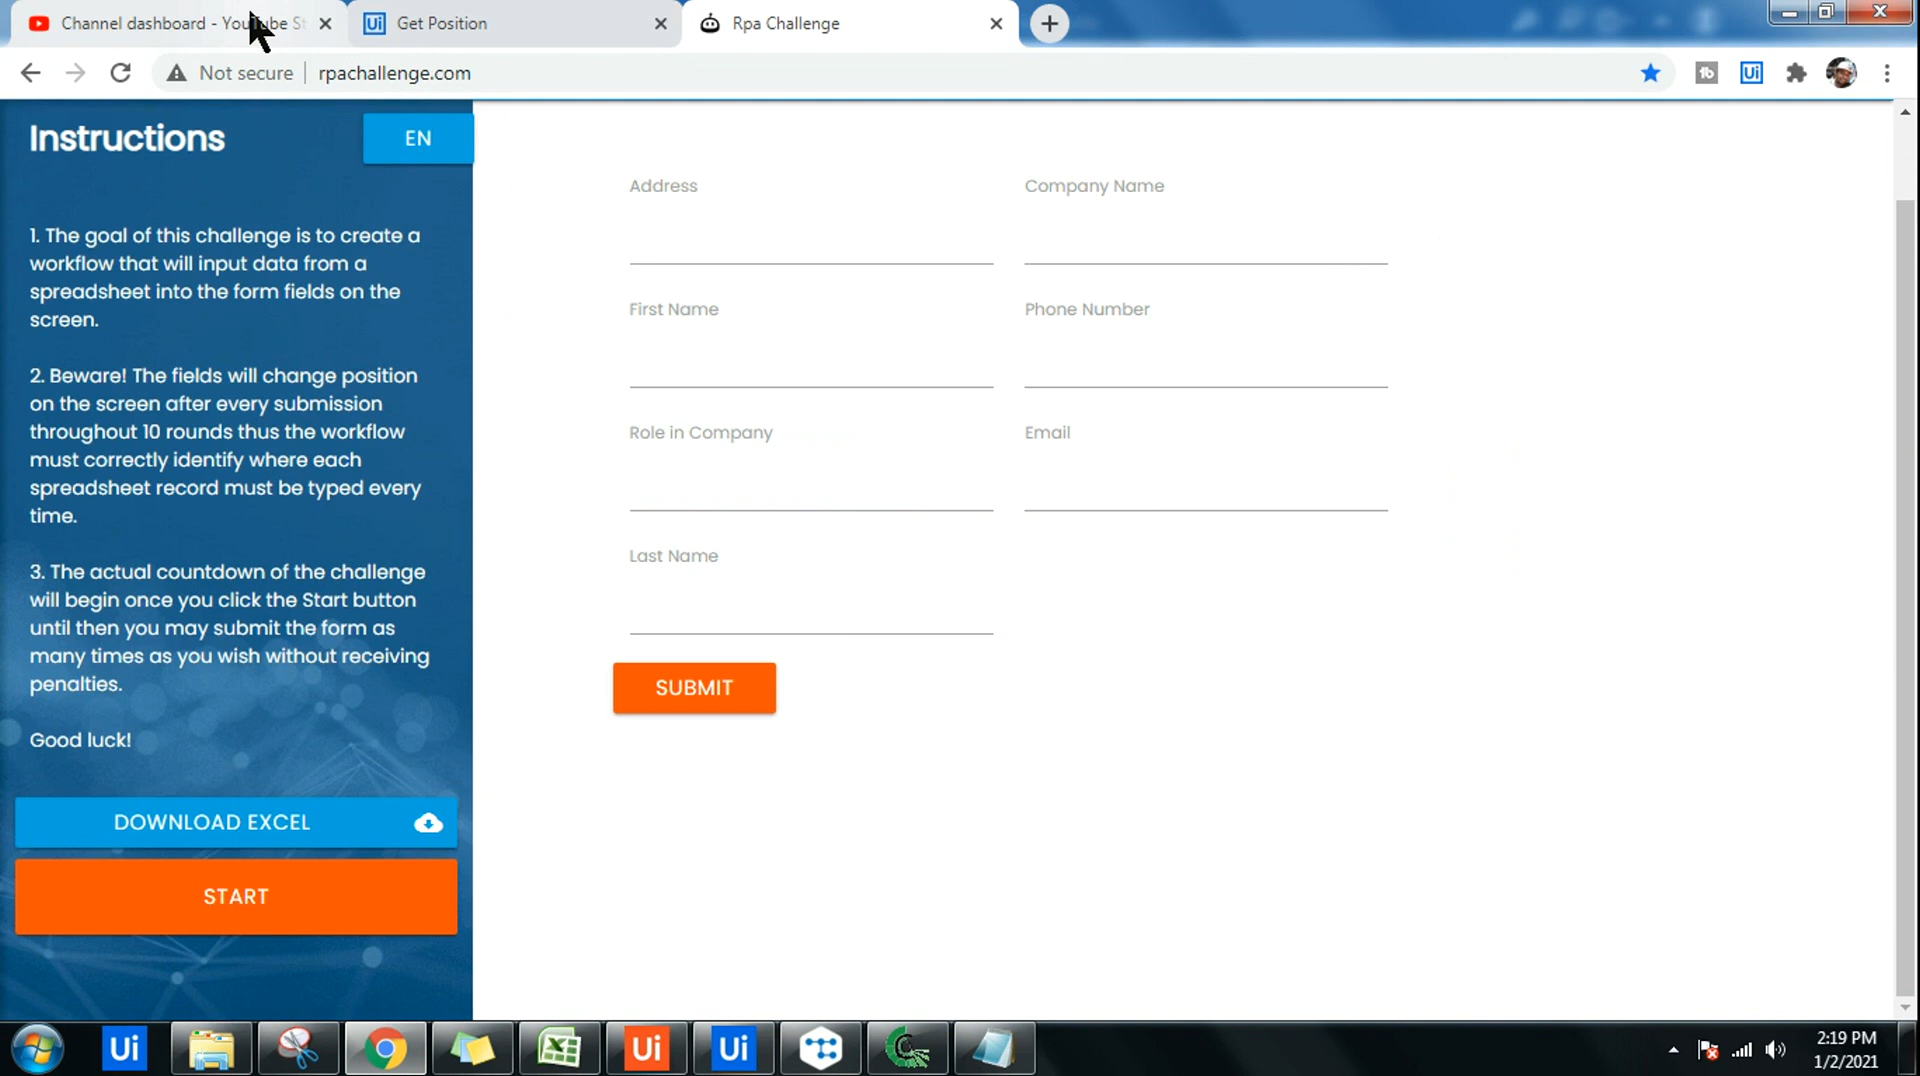 Channel dashboard - YouTube St
Get Position
Rpa Challenge
Not secure
rpachallenge.com
Instructions
EN
1. The goal of this challenge is to create a
workflow that will input data from a
spreadsheet into the form fields on the
screen.
2. Beware! The fields will change position
on the screen after every submission
throughout 10 rounds thus the workflow
must correctly identify where each
spreadsheet record must be typed every
time.
3. The actual countdown of the challenge
will begin once you click the Start button
until then you may submit the form as
many times as you wish without receiving
penalties.
Good luck!
DOWNLOAD EXCEL
START
Address
Company Name
First Name
Phone Number
Role in Company
Email
Last Name
SUBMIT
Ui
Ui
Ui
Ui
Ui
2:19 PM
1/2/2021